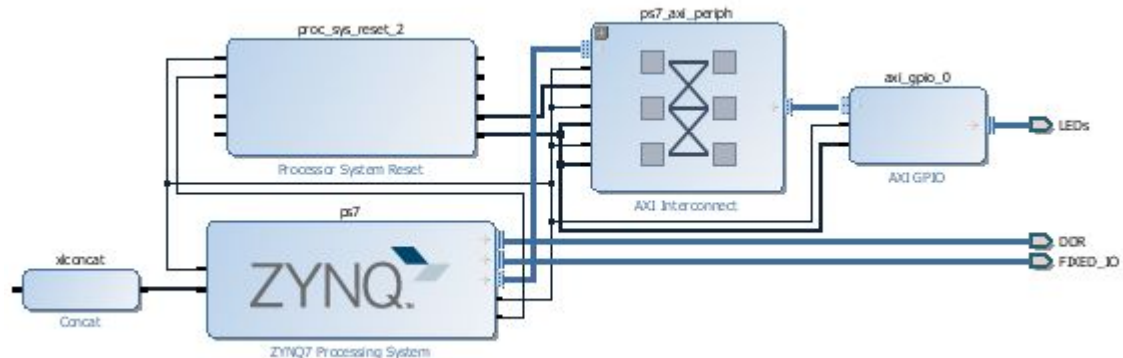 proc_sys_reset_2
Processor System Reset
ps7_axi_periph
AXI Interconnect
axi_gpio_0
AXI GPIO
LEDs
ps7
ZYNQ
ZYNQ7 Processing System
DDR
FIXED_IO
xlconcat
Concat